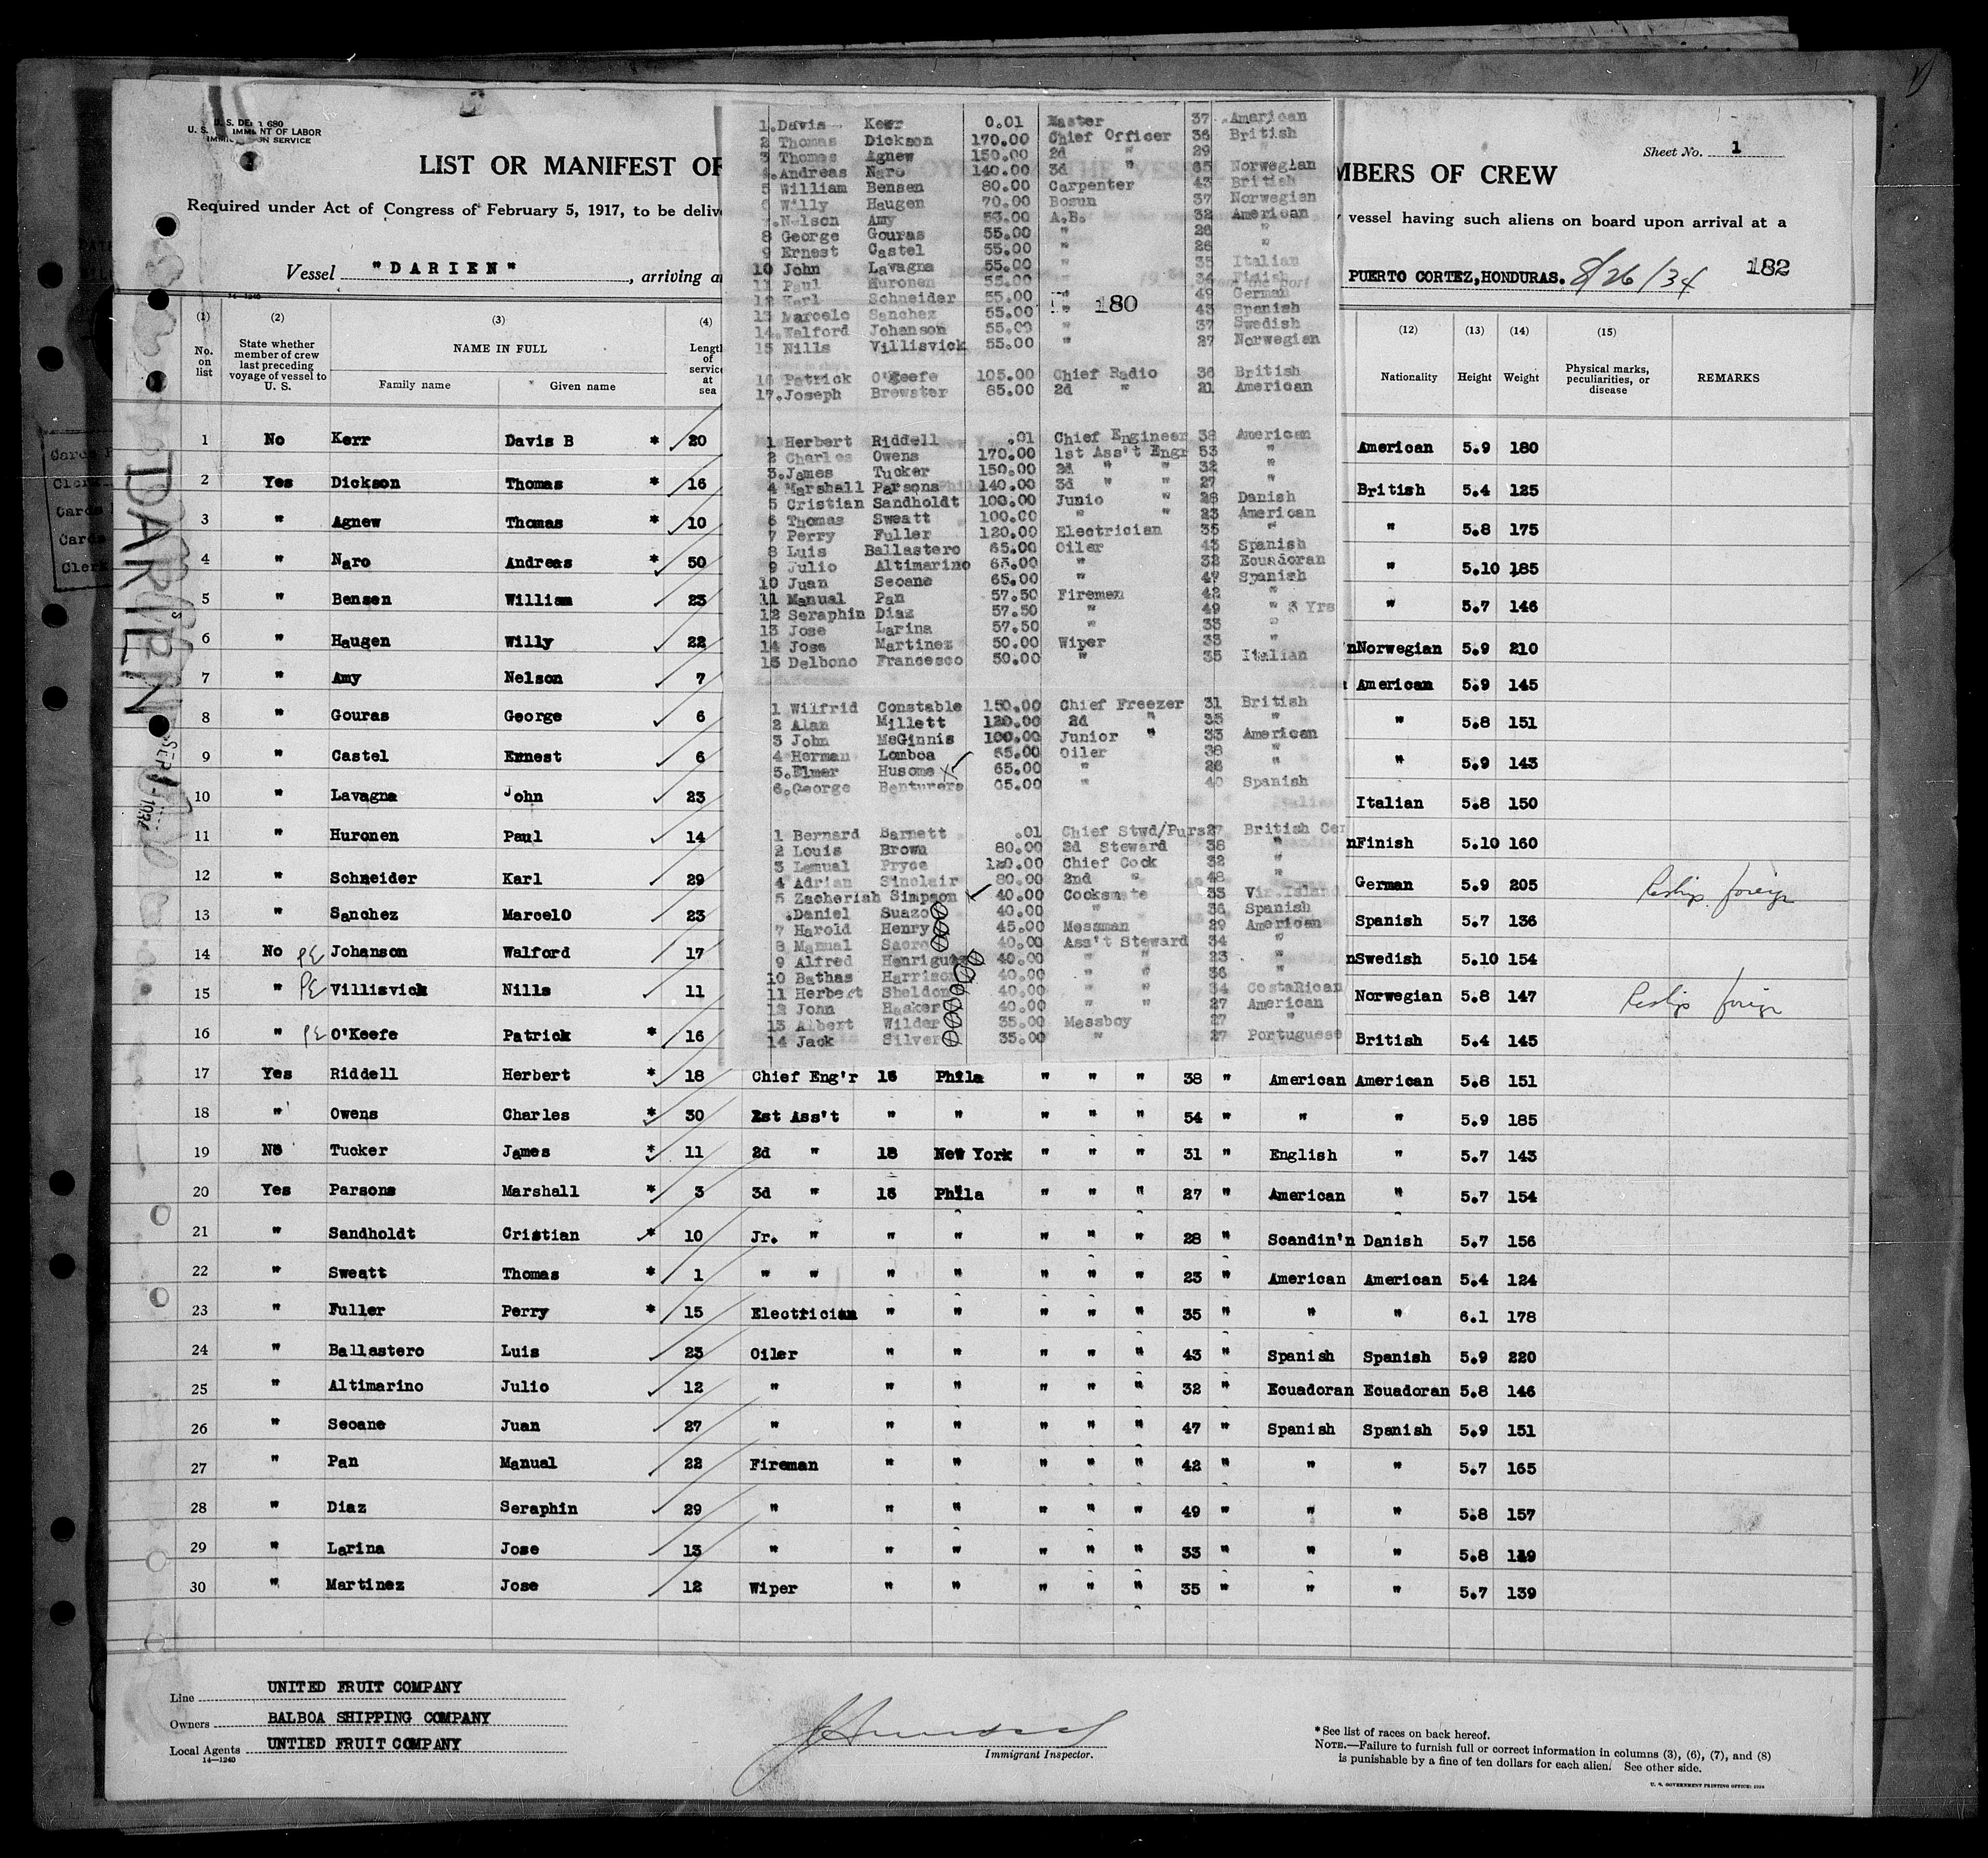 Sheet No. 1
LIST OR MANIFEST OF
MBERS OF CREW
Required under Act of Congress of February 5, 1917, to be delive
vessel having such aliens on board upon arrival at a
Vessel "DARIEN", arriving a
PUERTO CORTEZ, HONDURAS. 8/26/34
182
(1) (2) (3) (4) (12) (13) (14) (15)
No. on list State whether member of crew last preceding voyage of vessel to U. S. NAME IN FULL Family name Given name Length of service at sea Nationality Height Weight Physical marks, peculiarities, or disease REMARKS
1. Davis Kerr 0.01 Master 37 American
2 Thomas Dickson 170.00 Chief Officer 36 British
3 Thomas Agnew 150.00 2d " 29 "
4. Andreas Naro 140.00 3d " 65 Norwegian
5 William Bensen 80.00 Carpenter 43 British
6 Willy Haugen 70.00 Bosun 37 Norwegian
7. Nelson Amy 55.00 A.B. 32 American
8 George Gouras 55.00 " 26 "
9 Ernest Castel 55.00 " 26 "
10 John Lavagna 55.00 " 35 Italian
11 Paul Huronen 55.00 " 34 Finish
12 Karl Schneider 55.00 " 49 German
180
13 Marcelo Sanchez 55.00 " 43 Spanish
14. Walford Johanson 55.00 " 37 Swedish
15 Nills Villisvick 55.00 " 27 Norwegian
16 Patrick O'Keefe 105.00 Chief Radio 36 British
17. Joseph Brewster 85.00 2d " 21 American
1 Herbert Riddell .01 Chief Engineer 38 American
2 Charles Owens 170.00 1st Ass't Engr 53 "
3. James Tucker 150.00 2d " " 32 "
4 Marshall Parsons 140.00 3d " " 27 "
5 Cristian Sandholdt 100.00 Junio " 28 Danish
6 Thomas Sweatt 100.00 " " 23 American
7 Perry Fuller 120.00 Electrician 35 "
8 Luis Ballastero 65.00 Oiler 43 Spanish
9 Julio Altimarino 65.00 " 32 Ecuadoran
10 Juan Seoane 65.00 " 47 Spanish
11 Manual Pan 57.50 Firemen 42 "
12 Seraphin Diaz 57.50 " 49 " 3 Yrs
13 Jose Larina 57.50 " 33 "
14 Jose Martinez 50.00 Wiper 33 "
15 Delbono Francesco 50.00 " 35 Italian
1 Wilfrid Constable 150.00 Chief Freezer 31 British
2 Alan Millett 120.00 2d " 35 "
3 John McGinnis 100.00 Junior " 33 American
4 Herman Lomboa 65.00 Oiler 38 "
5. Elmer Husome 65.00 " 26 "
6. George Benturers 65.00 " 40 Spanish
1 Bernard Barnett .01 Chief Stwd/Purs 27 British
2 Louis Brown 80.00 2d Steward 38 "
3 Lemual Pryce 120.00 Chief Cock 32 "
4 Adrian Sinclair 80.00 2nd " 48 "
5 Zacheriah Simpson 40.00 Cocksmate 33 Vir. Island
.Daniel Suazo 40.00 " 36 Spanish
7 Harold Henry 45.00 Messman 29 American
8 Manual Sacre 40.00 Ass't Steward 34 "
9 Alfred Henrigues 40.00 " " 23 "
10 Bathas Harrison 40.00 " " 36 "
11 Herbert Sheldon 40.00 " " 34 CostaRican
12 John Haaker 40.00 " " 27 American
13 Albert Wilder 35.00 Messboy 27 "
14 Jack Silver 35.00 " 27 Portuguese
1 No Kerr Davis B * 20 American 5.9 180
2 Yes Dickson Thomas * 16 British 5.4 125
3 " Agnew Thomas * 10 " 5.8 175
4 " Naro Andreas * 50 " 5.10 185
5 " Bensen William 23 " 5.7 146
6 " Haugen Willy 22 Norwegian 5.9 210
7 " Amy Nelson 7 American 5.9 145
8 " Gouras George 6 " 5.8 151
9 " Castel Ernest 6 " 5.9 143
10 " Lavagna John 23 Italian 5.8 150
11 " Huronen Paul 14 Finish 5.10 160
12 " Schneider Karl 29 German 5.9 205
13 " Sanchez Marcelo 23 Spanish 5.7 136
14 No Johanson Walford 17 Swedish 5.10 154
15 " Villisvick Nills 11 Norwegian 5.8 147
16 " O'Keefe Patrick * 16 British 5.4 145
17 Yes Riddell Herbert * 18 Chief Eng'r 16 Phila " " " 38 " American American 5.8 151
18 " Owens Charles * 30 1st Ass't " " " " " 54 " " " 5.9 185
19 No Tucker James * 11 2d " 18 New York " " " 31 " English " 5.7 143
20 Yes Parsons Marshall * 3 3d " 16 Phila " " " 27 " American " 5.7 154
21 " Sandholdt Cristian * 10 Jr. " " " " " " 28 " Scandin'n Danish 5.7 156
22 " Sweatt Thomas * 1 " " " " " " " 23 " American American 5.4 124
23 " Fuller Perry * 15 Electrician " " " " " 35 " " " 6.1 178
24 " Ballastero Luis 23 Oiler " " " " " 43 " Spanish Spanish 5.9 220
25 " Altimarino Julio 12 " " " " " " 32 " Ecuadoran Ecuadoran 5.8 146
26 " Seoane Juan 27 " " " " " " 47 " Spanish Spanish 5.9 151
27 " Pan Manual 22 Fireman " " " " " 42 " " " 5.7 165
28 " Diaz Seraphin 29 " " " " " " 49 " " " 5.8 157
29 " Larina Jose 13 " " " " " " 33 " " " 5.8
30 " Martinez Jose 12 Wiper " " " " " 35 " " " 5.7 139
DARIEN
Line UNITED FRUIT COMPANY
Owners BALBOA SHIPPING COMPANY
Local Agents UNTIED FRUIT COMPANY
14—1240
Immigrant Inspector.
*See list of races on back hereof.
NOTE.—Failure to furnish full or correct information in columns (3), (6), (7), and (8)
is punishable by a fine of ten dollars for each alien. See other side.
U. S. GOVERNMENT PRINTING OFFICE: